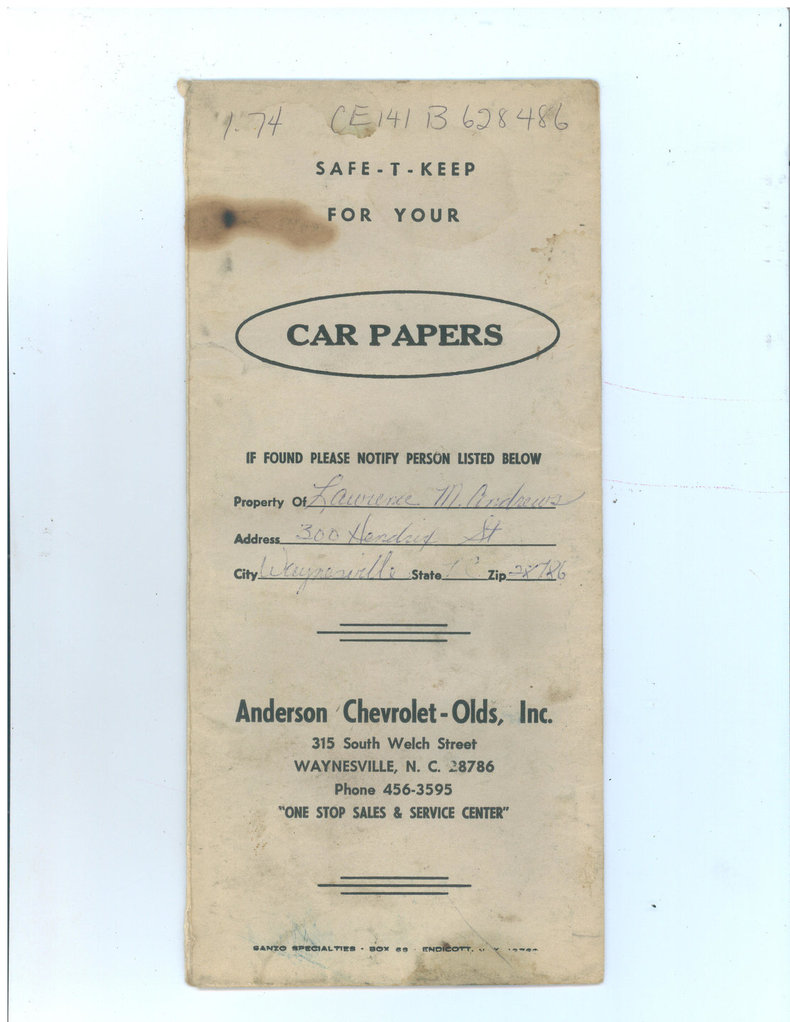 1.74 CE141 B 628486
SAFE-T-KEEP
FOR YOUR
CAR PAPERS
IF FOUND PLEASE NOTIFY PERSON LISTED BELOW
Property Of Lawrence M. Andrews
Address 300 Hendrix St
City Waynesville State Zip 28786
Anderson Chevrolet-Olds, Inc.
315 South Welch Street
WAYNESVILLE, N. C. 28786
Phone 456-3595
"ONE STOP SALES & SERVICE CENTER"
SANZO SPECIALTIES - BOX 68 - ENDICOTT,